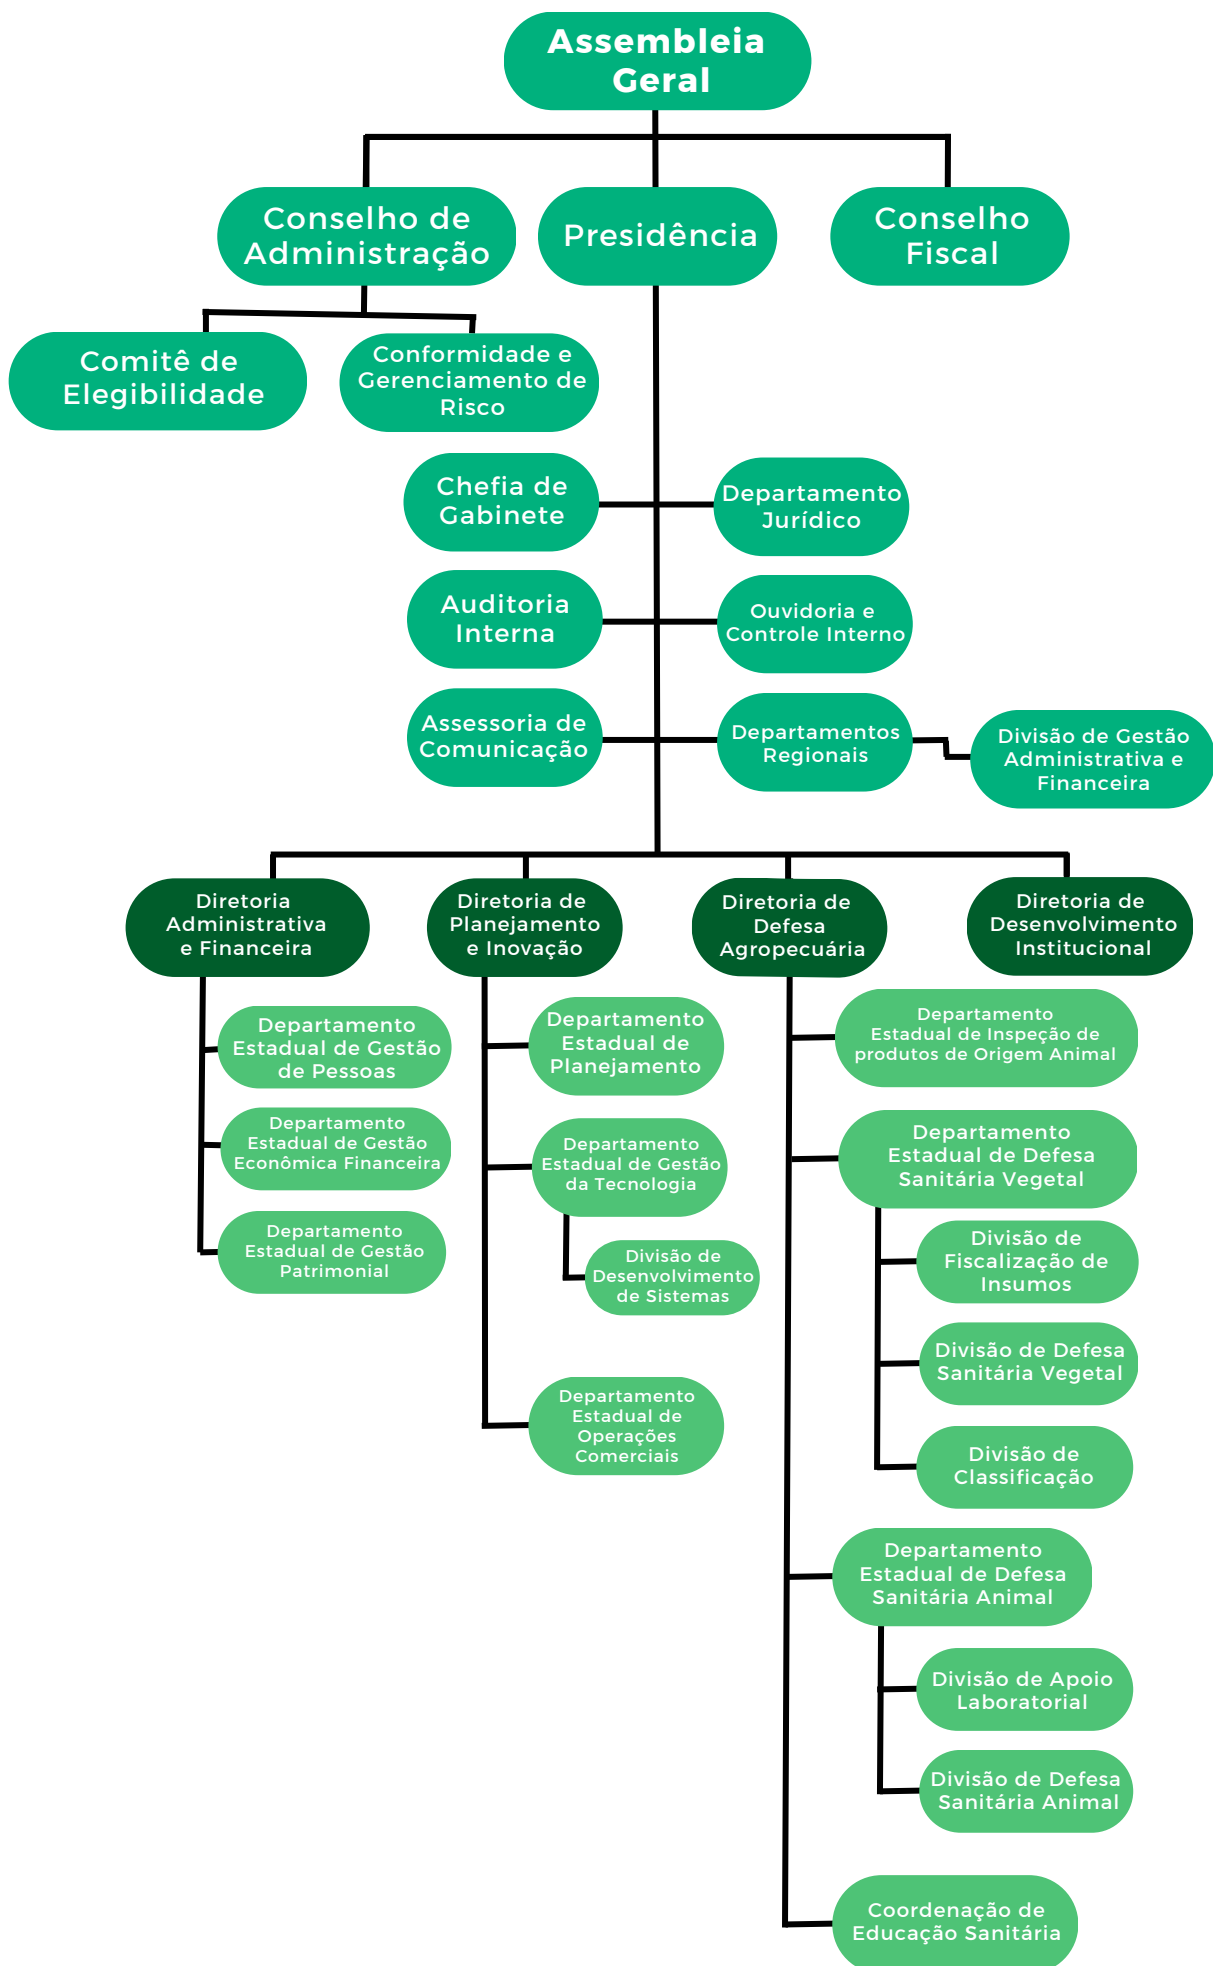 Assembleia
Geral
Conselho de
Administração
Presidência
Conselho
Fiscal
Comitê de
Elegibilidade
Conformidade e
Gerenciamento de
Risco
Chefia de
Gabinete
Departamento
Jurídico
Auditoria
Interna
Ouvidoria e
Controle Interno
Assessoria de
Comunicação
Departamentos
Regionais
Divisão de Gestão
Administrativa e
Financeira
Diretoria
Administrativa
e Financeira
Diretoria de
Planejamento
e Inovação
Diretoria de
Defesa
Agropecuária
Diretoria de
Desenvolvimento
Institucional
Departamento
Estadual de Gestão
de Pessoas
Departamento
Estadual de Gestão
Econômica Financeira
Departamento
Estadual de Gestão
Patrimonial
Departamento
Estadual de
Planejamento
Departamento
Estadual de Gestão
da Tecnologia
Divisão de
Desenvolvimento
de Sistemas
Departamento
Estadual de
Operações
Comerciais
Departamento
Estadual de Inspeção de
produtos de Origem Animal
Departamento
Estadual de Defesa
Sanitária Vegetal
Divisão de
Fiscalização de
Insumos
Divisão de Defesa
Sanitária Vegetal
Divisão de
Classificação
Departamento
Estadual de Defesa
Sanitária Animal
Divisão de Apoio
Laboratorial
Divisão de Defesa
Sanitária Animal
Coordenação de
Educação Sanitária